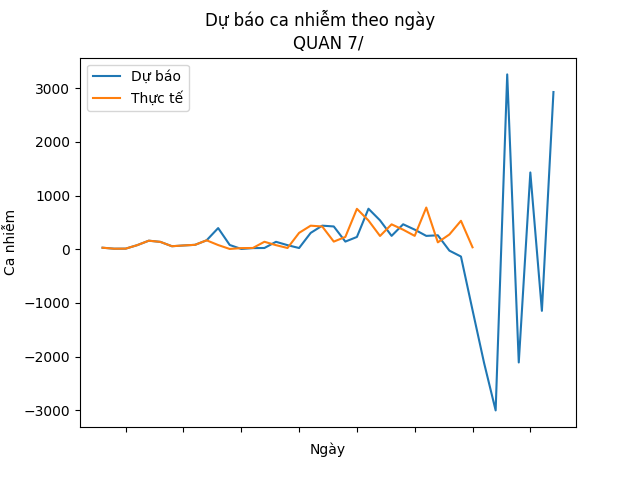 Dự báo ca nhiễm theo ngày
QUAN 7/
Dự báo
Thực tế
3000
2000
1000
0
−1000
−2000
−3000
Ca nhiễm
Ngày